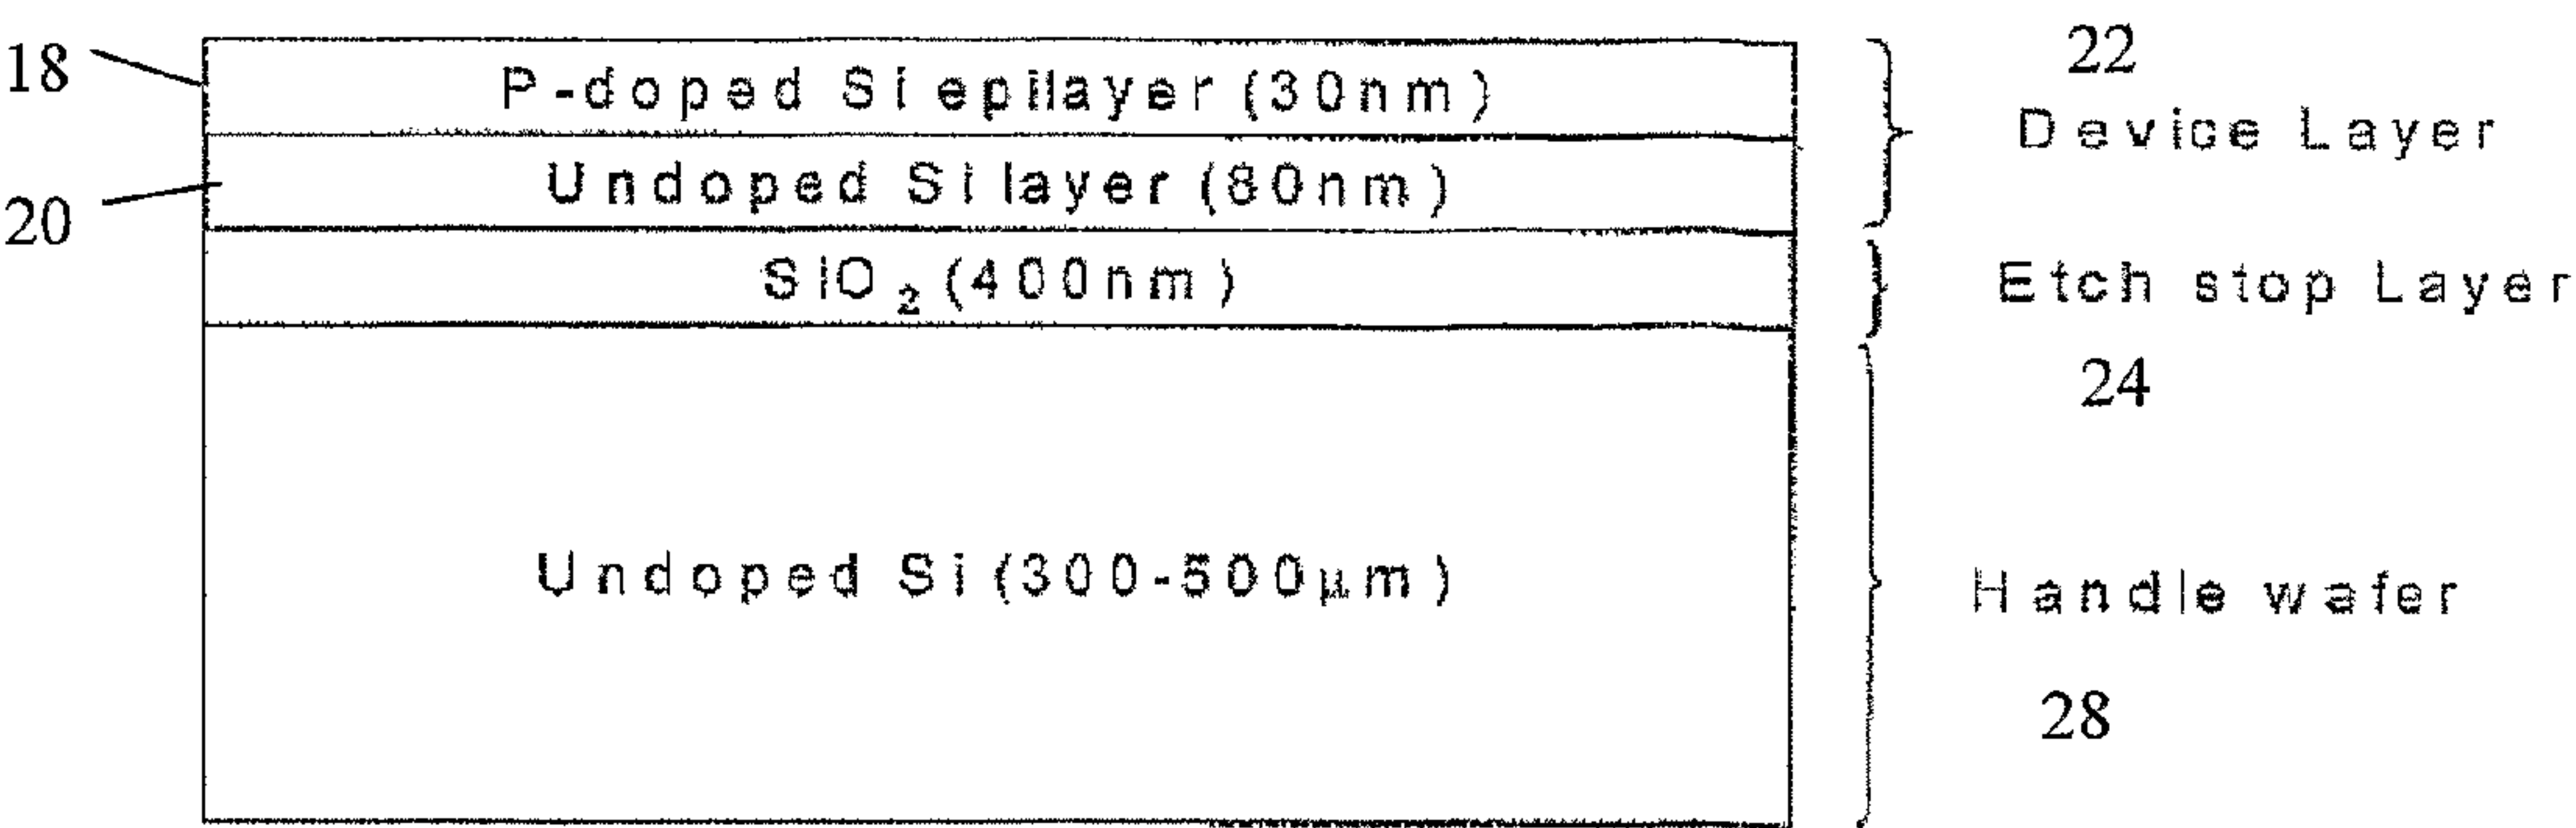 18
P-doped Si epilayer (30nm)
22
Device Layer
20
Undoped Si layer (80nm)
SiO₂ (400nm)
Etch stop Layer
24
Undoped Si (300-500µm)
Handle wafer
28